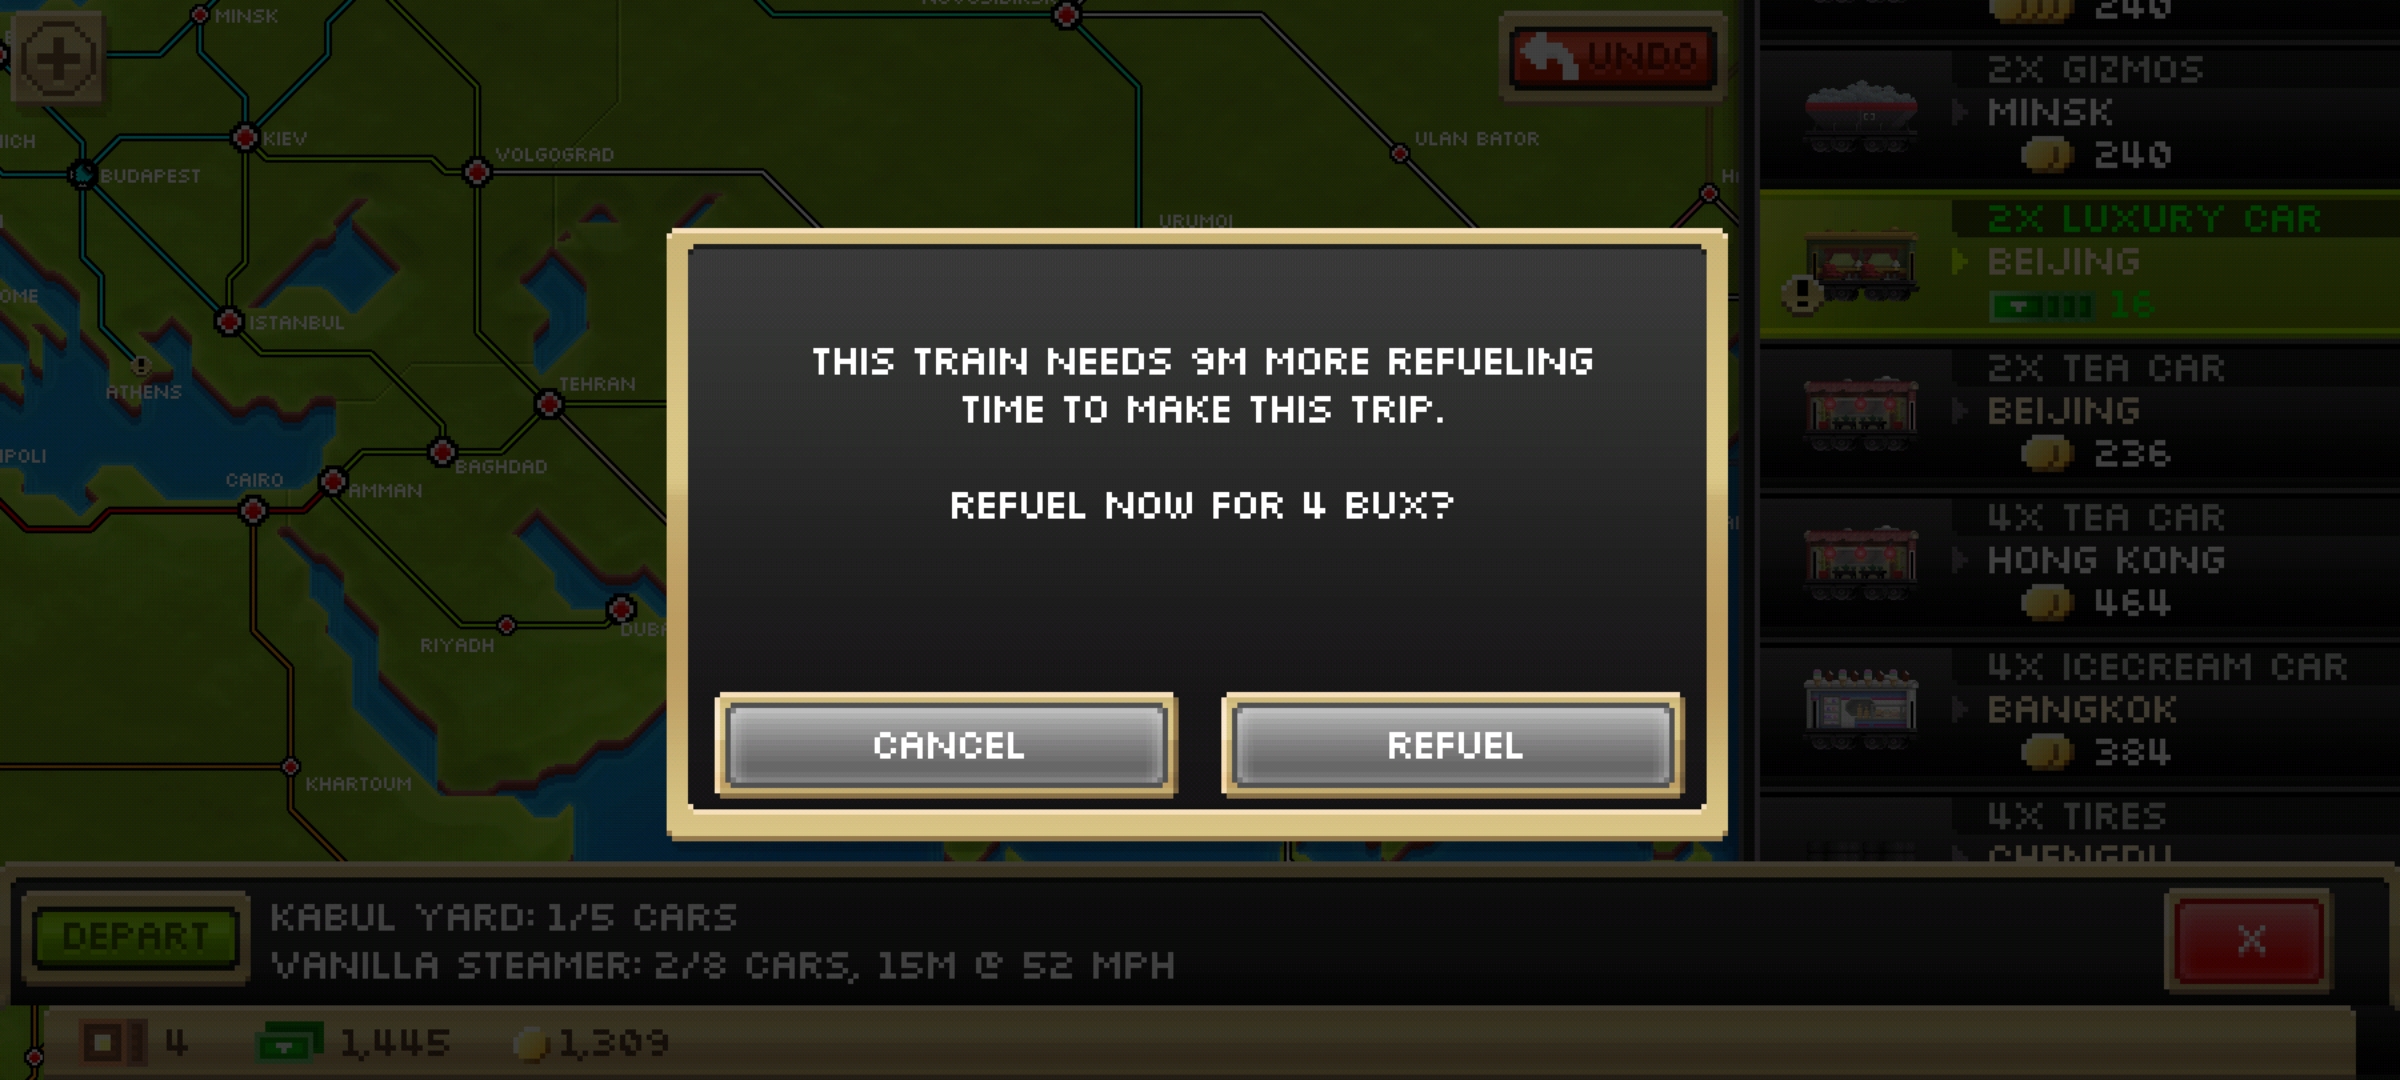 MINSK
UNDO
KIEV
VOLGOGRAD
ULAN BATOR
BUDAPEST
ISTANBUL
ATHENS
TEHRAN
BAGHDAD
CAIRO
AMMAN
RIYADH
KHARTOUM
240
2X GIZMOS
MINSK
240
2X LUXURY CAR
BEIJING
16
2X TEA CAR
BEIJING
236
4X TEA CAR
HONG KONG
464
4X ICECREAM CAR
BANGKOK
384
4X TIRES
CHENGDU
THIS TRAIN NEEDS 9M MORE REFUELING
TIME TO MAKE THIS TRIP.
REFUEL NOW FOR 4 BUX?
CANCEL
REFUEL
DEPART
KABUL YARD: 1/5 CARS
VANILLA STEAMER: 2/8 CARS, 15M @ 52 MPH
X
4
1,445
1,309